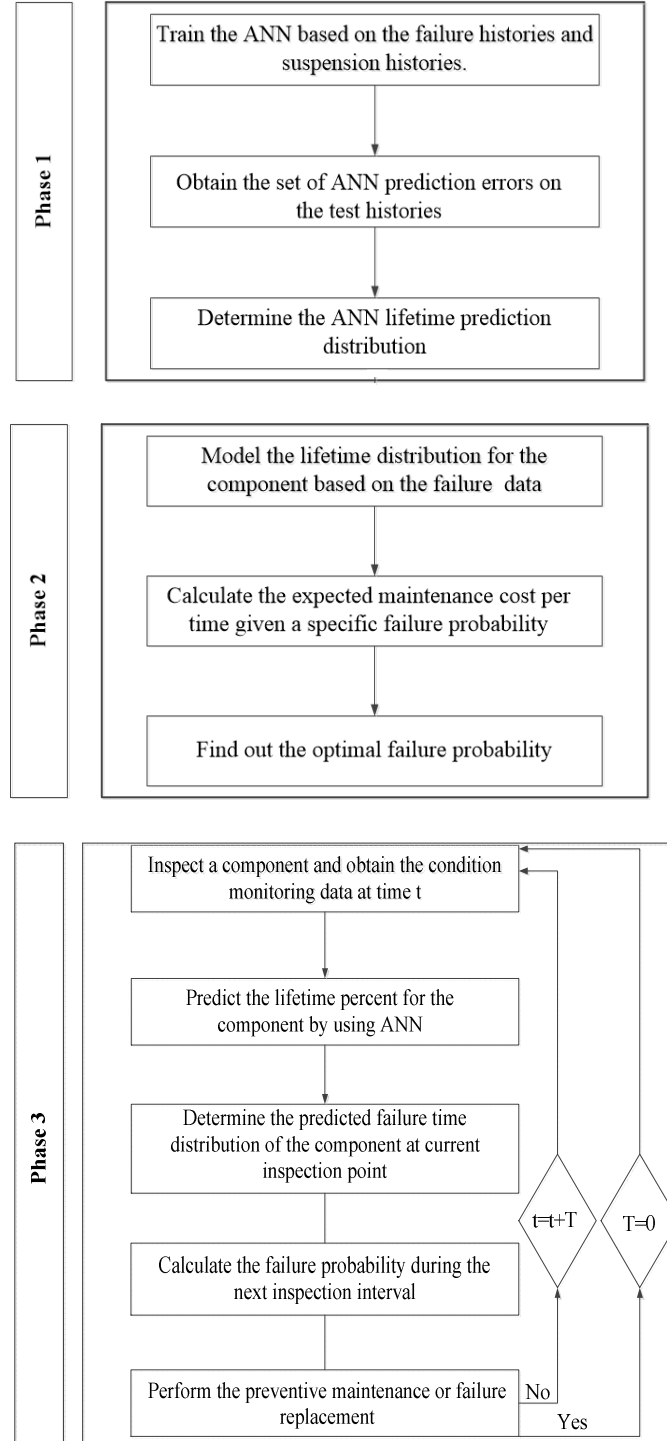 Phase 1
Train the ANN based on the failure histories and
suspension histories.
Obtain the set of ANN prediction errors on
the test histories
Determine the ANN lifetime prediction
distribution
Phase 2
Model the lifetime distribution for the
component based on the failure data
Calculate the expected maintenance cost per
time given a specific failure probability
Find out the optimal failure probability
Phase 3
Inspect a component and obtain the condition
monitoring data at time t
Predict the lifetime percent for the
component by using ANN
Determine the predicted failure time
distribution of the component at current
inspection point
t=t+T
T=0
Calculate the failure probability during the
next inspection interval
Perform the preventive maintenance or failure
replacement
No
Yes